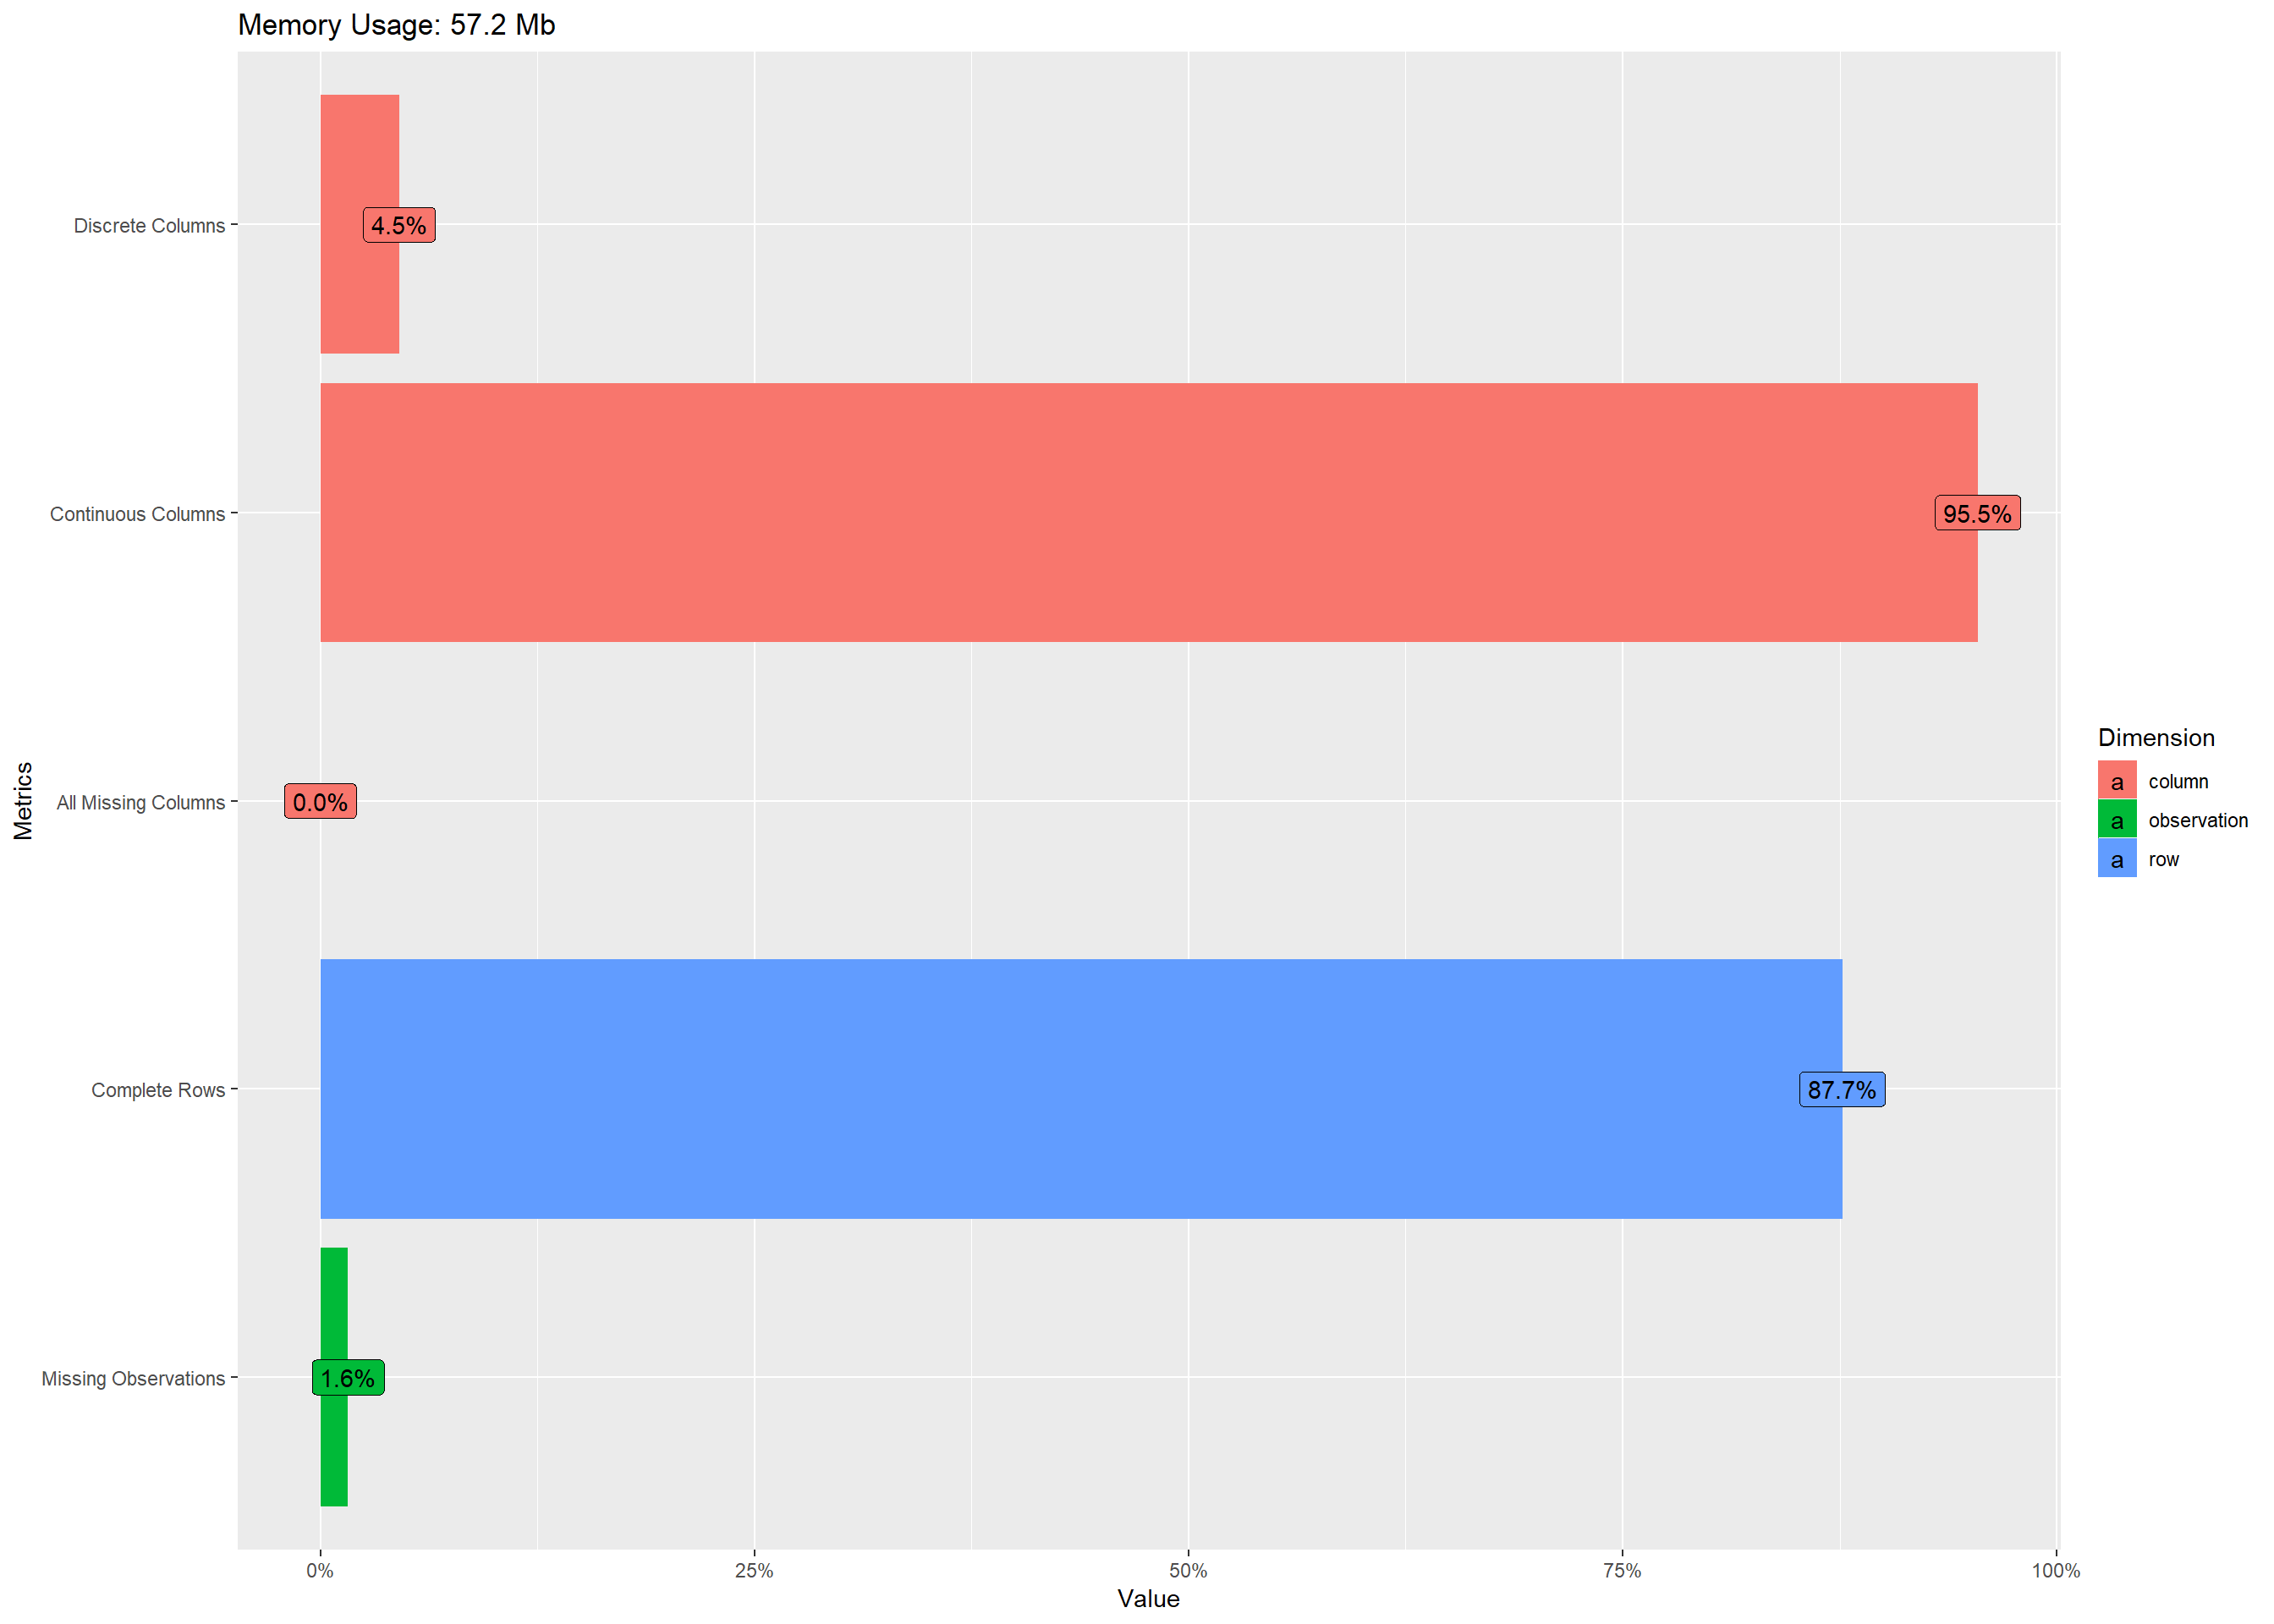 Memory Usage: 57.2 Mb
Discrete Columns
4.5%
Continuous Columns
95.5%
All Missing Columns
0.0%
Complete Rows
87.7%
Missing Observations
1.6%
Metrics
0%
25%
50%
75%
100%
Value
Dimension
a column
a observation
a row